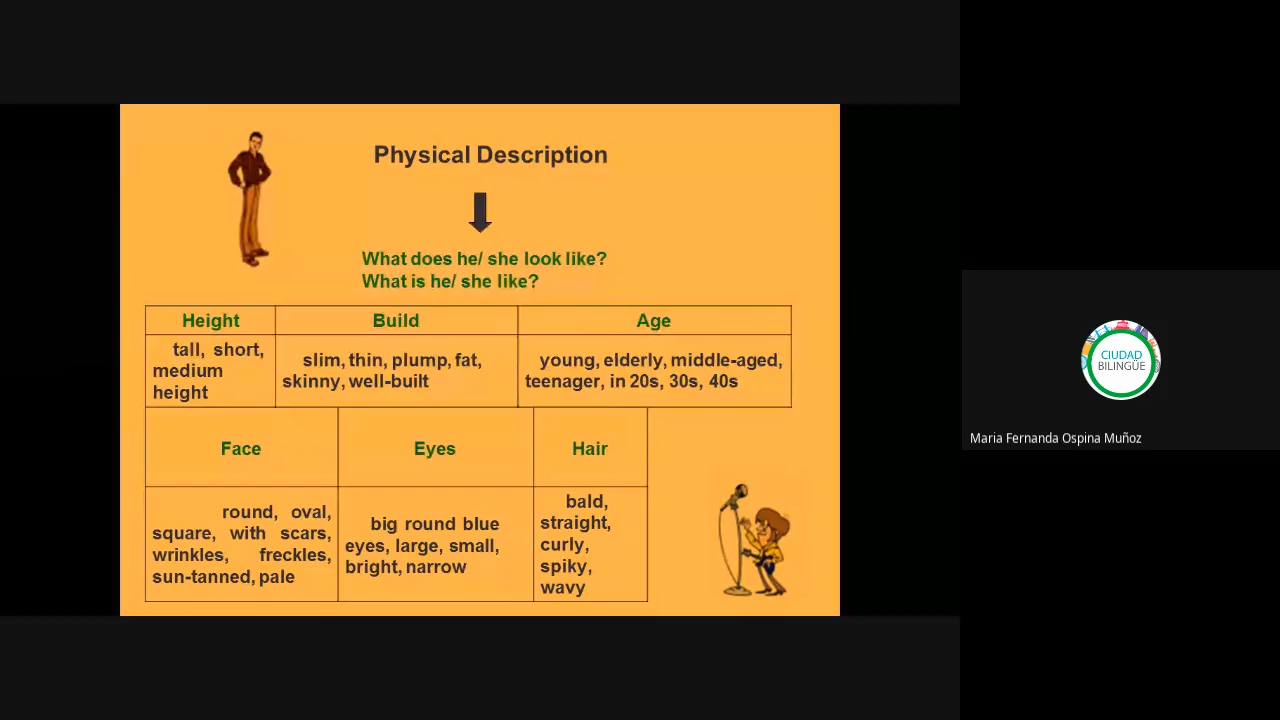 Physical Description
What does he/ she look like?
What is he/ she like?
Height
Build
Age
tall, short,
medium
height
slim, thin, plump, fat,
skinny, well-built
young, elderly, middle-aged,
teenager, in 20s, 30s, 40s
Face
Eyes
Hair
round, oval,
square, with scars,
wrinkles, freckles,
sun-tanned, pale
big round blue
eyes, large, small,
bright, narrow
bald,
straight,
curly,
spiky,
wavy
CIUDAD
BILINGÜE
Maria Fernanda Ospina Muñoz